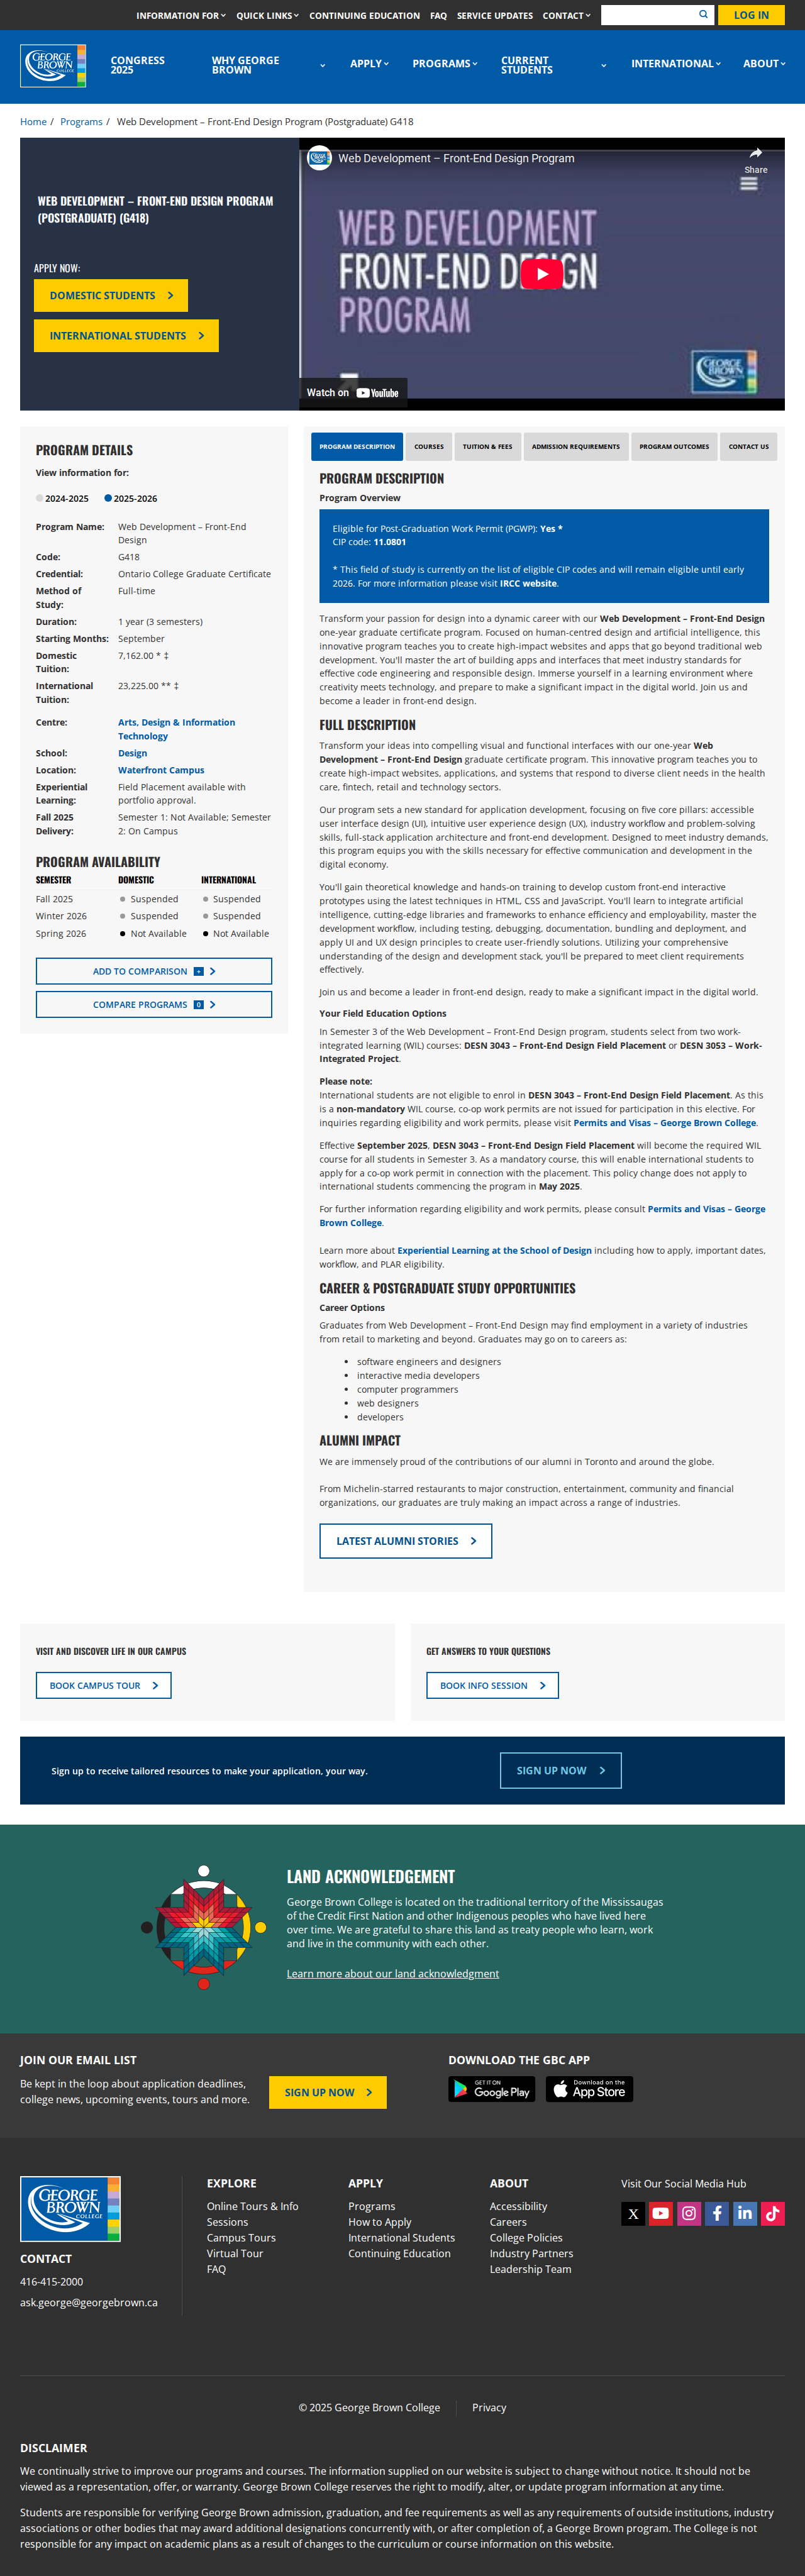 INFORMATION FOR QUICK LINKS CONTINUING EDUCATION FAQ SERVICE UPDATES CONTACT LOG IN
GEORGE BROWN COLLEGE
CONGRESS 2025 WHY GEORGE BROWN APPLY PROGRAMS CURRENT STUDENTS INTERNATIONAL ABOUT
Home / Programs / Web Development – Front-End Design Program (Postgraduate) G418
WEB DEVELOPMENT – FRONT-END DESIGN PROGRAM
(POSTGRADUATE) (G418)
APPLY NOW:
DOMESTIC STUDENTS
INTERNATIONAL STUDENTS
Web Development – Front-End Design Program
Share
WEB DEVELOPMENT
FRONT-END DESIGN
PROGRAM
Watch on YouTube
PROGRAM DETAILS
View information for:
2024-2025 2025-2026
Program Name: Web Development – Front-End
Design
Code: G418
Credential: Ontario College Graduate Certificate
Method of
Study: Full-time
Duration: 1 year (3 semesters)
Starting Months: September
Domestic
Tuition: 7,162.00 * ‡
International
Tuition: 23,225.00 ** ‡
Centre: Arts, Design & Information
Technology
School: Design
Location: Waterfront Campus
Experiential
Learning: Field Placement available with
portfolio approval.
Fall 2025
Delivery: Semester 1: Not Available; Semester
2: On Campus
PROGRAM AVAILABILITY
SEMESTER DOMESTIC INTERNATIONAL
Fall 2025 Suspended Suspended
Winter 2026 Suspended Suspended
Spring 2026 Not Available Not Available
ADD TO COMPARISON +
COMPARE PROGRAMS 0
PROGRAM DESCRIPTION COURSES TUITION & FEES ADMISSION REQUIREMENTS PROGRAM OUTCOMES CONTACT US
PROGRAM DESCRIPTION
Program Overview
Eligible for Post-Graduation Work Permit (PGWP): Yes *
CIP code: 11.0801
* This field of study is currently on the list of eligible CIP codes and will remain eligible until early
2026. For more information please visit IRCC website.
Transform your passion for design into a dynamic career with our Web Development – Front-End Design
one-year graduate certificate program. Focused on human-centred design and artificial intelligence, this
innovative program teaches you to create high-impact websites and apps that go beyond traditional web
development. You'll master the art of building apps and interfaces that meet industry standards for
effective code engineering and responsive design. Immerse yourself in a learning environment where
creativity meets technology, and prepare to make a significant impact in the digital world. Join us and
become a leader in front-end design.
FULL DESCRIPTION
Transform your ideas into compelling visual and functional interfaces with our one-year Web
Development – Front-End Design graduate certificate program. This innovative program teaches you to
create high-impact websites, applications, and systems that respond to diverse client needs in the health
care, fintech, retail and technology sectors.
Our program sets a new standard for application development, focusing on five core pillars: accessible
user interface design (UI), intuitive user experience design (UX), industry workflow and problem-solving
skills, full-stack application architecture and front-end development. Designed to meet industry demands,
this program equips you with the skills necessary for effective communication and development in the
digital economy.
You'll gain theoretical knowledge and hands-on training to develop custom front-end interactive
prototypes using the latest techniques in HTML, CSS and JavaScript. You'll learn to integrate artificial
intelligence, cutting-edge libraries and frameworks to enhance efficiency and employability, master the
development workflow, including testing, debugging, documentation, bundling and deployment, and
apply UI and UX design principles to create user-friendly solutions. Utilizing your comprehensive
understanding of the design and development stack, you'll be prepared to meet client requirements
effectively.
Join us and become a leader in front-end design, ready to make a significant impact in the digital world.
Your Field Education Options
In Semester 3 of the Web Development – Front-End Design program, students select from two work-
integrated learning (WIL) courses: DESN 3043 – Front-End Design Field Placement or DESN 3053 – Work-
Integrated Project.
Please note:
International students are not eligible to enrol in DESN 3043 – Front-End Design Field Placement. As this
is a non-mandatory WIL course, co-op work permits are not issued for participation in this elective. For
inquiries regarding eligibility and work permits, please visit Permits and Visas – George Brown College.
Effective September 2025, DESN 3043 – Front-End Design Field Placement will become the required WIL
course for all students in Semester 3. As a mandatory course, this will enable international students to
apply for a co-op work permit in connection with the placement. This policy change does not apply to
international students commencing the program in May 2025.
For further information regarding eligibility and work permits, please consult Permits and Visas – George
Brown College.
Learn more about Experiential Learning at the School of Design including how to apply, important dates,
workflow, and PLAR eligibility.
CAREER & POSTGRADUATE STUDY OPPORTUNITIES
Career Options
Graduates from Web Development – Front-End Design may find employment in a variety of industries
from retail to marketing and beyond. Graduates may go on to careers as:
• software engineers and designers
• interactive media developers
• computer programmers
• web designers
• developers
ALUMNI IMPACT
We are immensely proud of the contributions of our alumni in Toronto and around the globe.
From Michelin-starred restaurants to major construction, entertainment, community and financial
organizations, our graduates are truly making an impact across a range of industries.
LATEST ALUMNI STORIES
VISIT AND DISCOVER LIFE IN OUR CAMPUS
BOOK CAMPUS TOUR
GET ANSWERS TO YOUR QUESTIONS
BOOK INFO SESSION
Sign up to receive tailored resources to make your application, your way.
SIGN UP NOW
LAND ACKNOWLEDGEMENT
George Brown College is located on the traditional territory of the Mississaugas
of the Credit First Nation and other Indigenous peoples who have lived here
over time. We are grateful to share this land as treaty people who learn, work
and live in the community with each other.
Learn more about our land acknowledgment
JOIN OUR EMAIL LIST
Be kept in the loop about application deadlines,
college news, upcoming events, tours and more.
SIGN UP NOW
DOWNLOAD THE GBC APP
GET IT ON Google Play
Download on the App Store
GEORGE BROWN COLLEGE
CONTACT
416-415-2000
ask.george@georgebrown.ca
EXPLORE
Online Tours & Info
Sessions
Campus Tours
Virtual Tour
FAQ
APPLY
Programs
How to Apply
International Students
Continuing Education
ABOUT
Accessibility
Careers
College Policies
Industry Partners
Leadership Team
Visit Our Social Media Hub
© 2025 George Brown College Privacy
DISCLAIMER
We continually strive to improve our programs and courses. The information supplied on our website is subject to change without notice. It should not be
viewed as a representation, offer, or warranty. George Brown College reserves the right to modify, alter, or update program information at any time.
Students are responsible for verifying George Brown admission, graduation, and fee requirements as well as any requirements of outside institutions, industry
associations or other bodies that may award additional designations concurrently with, or after completion of, a George Brown program. The College is not
responsible for any impact on academic plans as a result of changes to the curriculum or course information on this website.